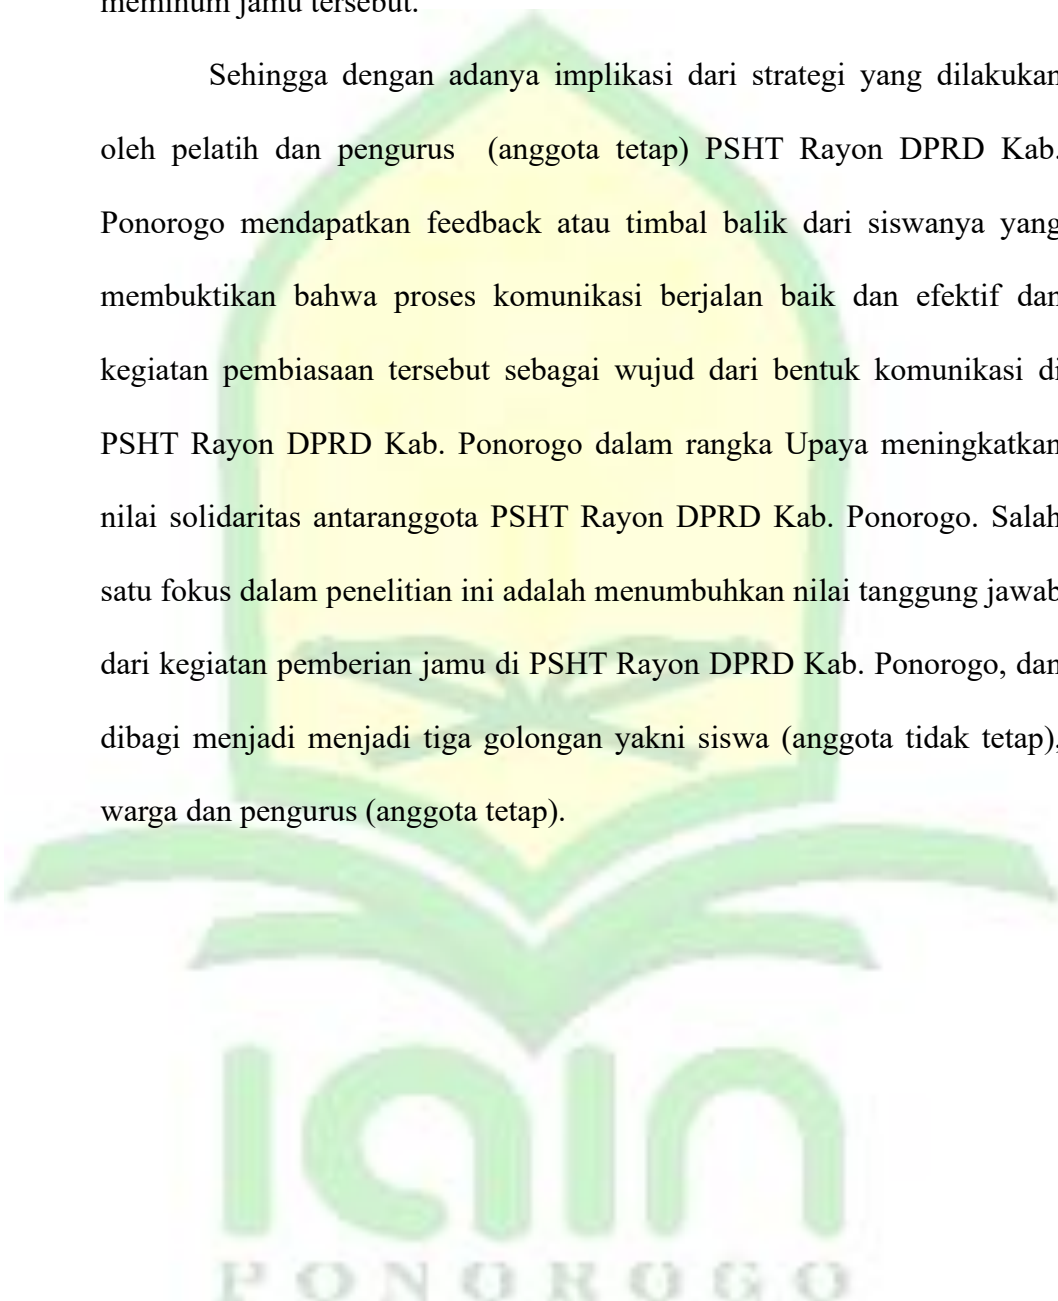 meminum jamu tersebut.
Sehingga dengan adanya implikasi dari strategi yang dilakukan
oleh pelatih dan pengurus (anggota tetap) PSHT Rayon DPRD Kab.
Ponorogo mendapatkan feedback atau timbal balik dari siswanya yang
membuktikan bahwa proses komunikasi berjalan baik dan efektif dan
kegiatan pembiasaan tersebut sebagai wujud dari bentuk komunikasi di
PSHT Rayon DPRD Kab. Ponorogo dalam rangka Upaya meningkatkan
nilai solidaritas antaranggota PSHT Rayon DPRD Kab. Ponorogo. Salah
satu fokus dalam penelitian ini adalah menumbuhkan nilai tanggung jawab
dari kegiatan pemberian jamu di PSHT Rayon DPRD Kab. Ponorogo, dan
dibagi menjadi menjadi tiga golongan yakni siswa (anggota tidak tetap),
warga dan pengurus (anggota tetap).
iain
PONOROGO